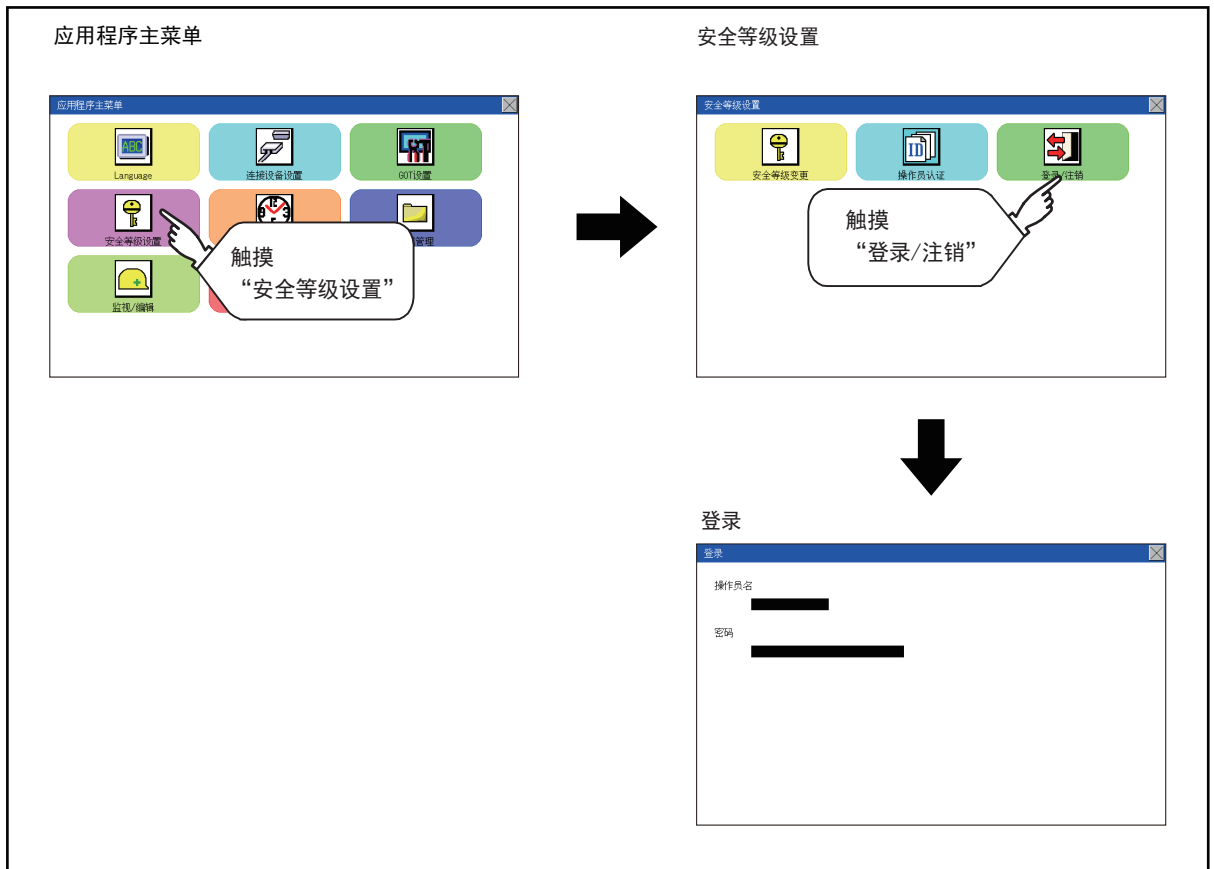 应用程序主菜单
应用程序主菜单
Language
连接设备设置
GOT设置
安全等级设置
管理
监视/编辑
触摸
“安全等级设置”
安全等级设置
安全等级设置
安全等级变更
操作员认证
登录/注销
触摸
“登录/注销”
登录
登录
操作员名
密码